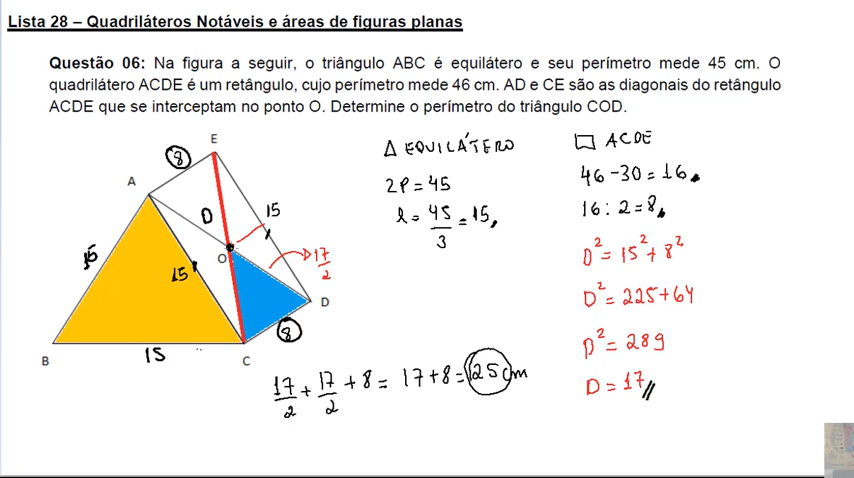 Lista 28 – Quadriláteros Notáveis e áreas de figuras planas
Questão 06: Na figura a seguir, o triângulo ABC é equilátero e seu perímetro mede 45 cm. O
quadrilátero ACDE é um retângulo, cujo perímetro mede 46 cm. AD e CE são as diagonais do retângulo
ACDE que se interceptam no ponto O. Determine o perímetro do triângulo COD.
E
8
A
D
15
15
15
O
17/2
D
8
B
15
C
Δ EQUILÁTERO
2P = 45
l = 45/3 = 15,
□ ACDE
46 - 30 = 16.
16 : 2 = 8,
D² = 15² + 8²
D² = 225 + 64
D² = 289
D = 17//
17/2 + 17/2 + 8 = 17 + 8 = 25 cm